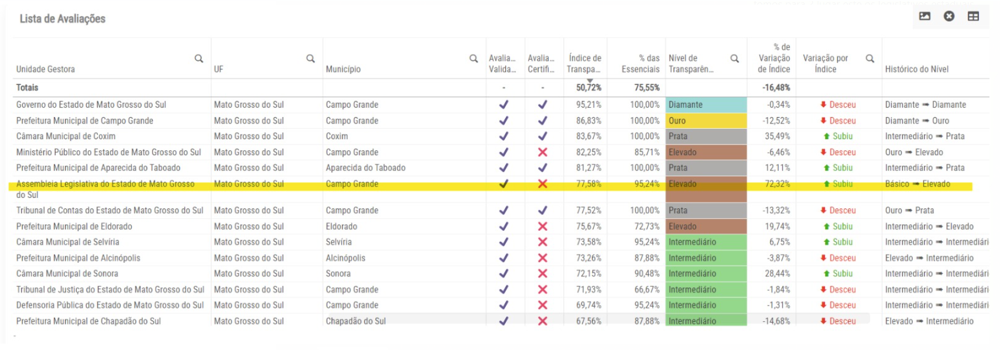 Lista de Avaliações
Unidade Gestora UF Município Avalia... Valida... Avalia... Certifi... Índice de Transpa... % das Essenciais Nível de Transparên... % de Variação de Índice Variação por Índice Histórico do Nível
Totais - - 50,72% 75,55% -16,48%
Governo do Estado de Mato Grosso do Sul Mato Grosso do Sul Campo Grande 95,21% 100,00% Diamante -0,34% Desceu Diamante ➡ Diamante
Prefeitura Municipal de Campo Grande Mato Grosso do Sul Campo Grande 86,83% 100,00% Ouro -12,52% Desceu Diamante ➡ Ouro
Câmara Municipal de Coxim Mato Grosso do Sul Coxim 83,67% 100,00% Prata 35,49% Subiu Intermediário ➡ Prata
Ministério Público do Estado de Mato Grosso do Sul Mato Grosso do Sul Campo Grande 82,25% 85,71% Elevado -6,46% Desceu Ouro ➡ Elevado
Prefeitura Municipal de Aparecida do Taboado Mato Grosso do Sul Aparecida do Taboado 81,27% 100,00% Prata 12,11% Subiu Intermediário ➡ Prata
Assembleia Legislativa do Estado de Mato Grosso do Sul Mato Grosso do Sul Campo Grande 77,58% 95,24% Elevado 72,32% Subiu Básico ➡ Elevado
Tribunal de Contas do Estado de Mato Grosso do Sul Mato Grosso do Sul Campo Grande 77,52% 100,00% Prata -13,32% Desceu Ouro ➡ Prata
Prefeitura Municipal de Eldorado Mato Grosso do Sul Eldorado 75,67% 72,73% Elevado 19,74% Subiu Intermediário ➡ Elevado
Câmara Municipal de Selvíria Mato Grosso do Sul Selvíria 73,58% 95,24% Intermediário 6,75% Subiu Intermediário ➡ Intermediári
Prefeitura Municipal de Alcinópolis Mato Grosso do Sul Alcinópolis 73,26% 87,88% Intermediário -3,87% Desceu Elevado ➡ Intermediário
Câmara Municipal de Sonora Mato Grosso do Sul Sonora 72,15% 90,48% Intermediário 28,44% Subiu Intermediário ➡ Intermediári
Tribunal de Justiça do Estado de Mato Grosso do Sul Mato Grosso do Sul Campo Grande 71,93% 66,67% Intermediário -1,84% Desceu Intermediário ➡ Intermediári
Defensoria Pública do Estado de Mato Grosso do Sul Mato Grosso do Sul Campo Grande 69,74% 95,24% Intermediário -1,31% Desceu Intermediário ➡ Intermediári
Prefeitura Municipal de Chapadão do Sul Mato Grosso do Sul Chapadão do Sul 67,56% 87,88% Intermediário -14,68% Desceu Elevado ➡ Intermediário